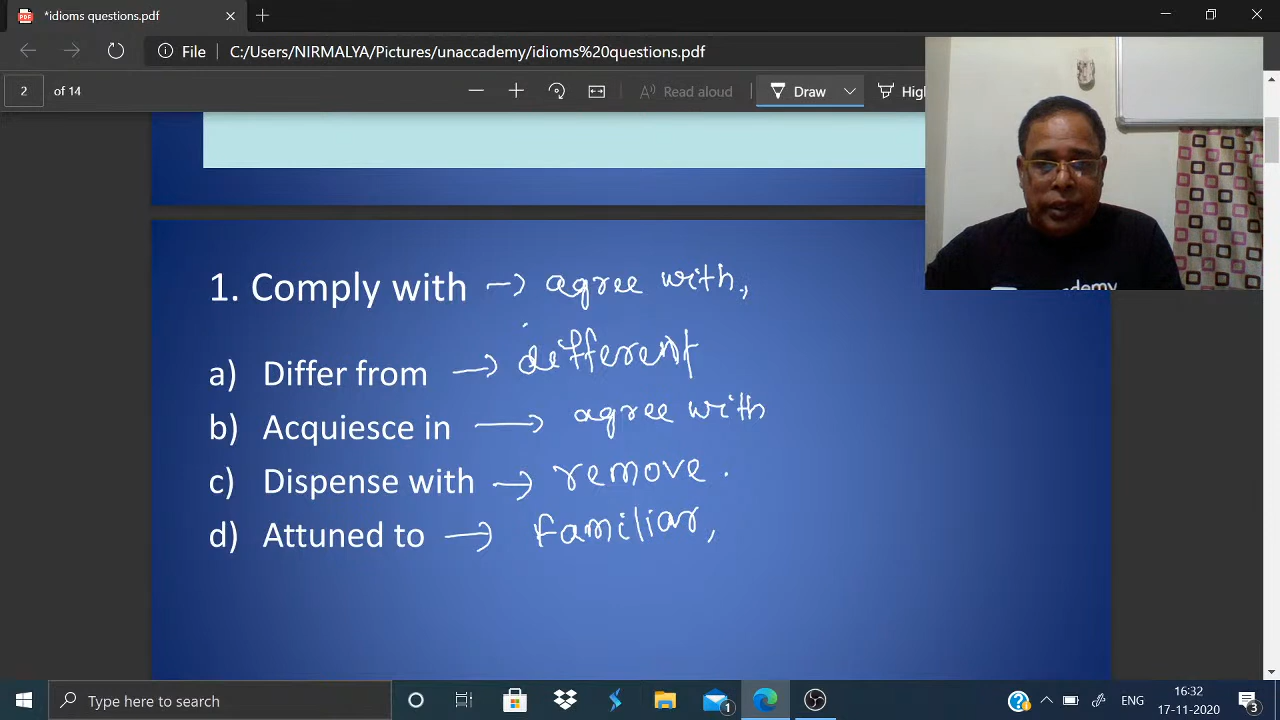 *idioms questions.pdf
File C:/Users/NIRMALYA/Pictures/unaccademy/idioms%20questions.pdf
2 of 14 Read aloud Draw High
1. Comply with → agree with,
a) Differ from → different
b) Acquiesce in → agree with
c) Dispense with → remove.
d) Attuned to → familiar,
Type here to search
1
ENG
16:32
17-11-2020
3